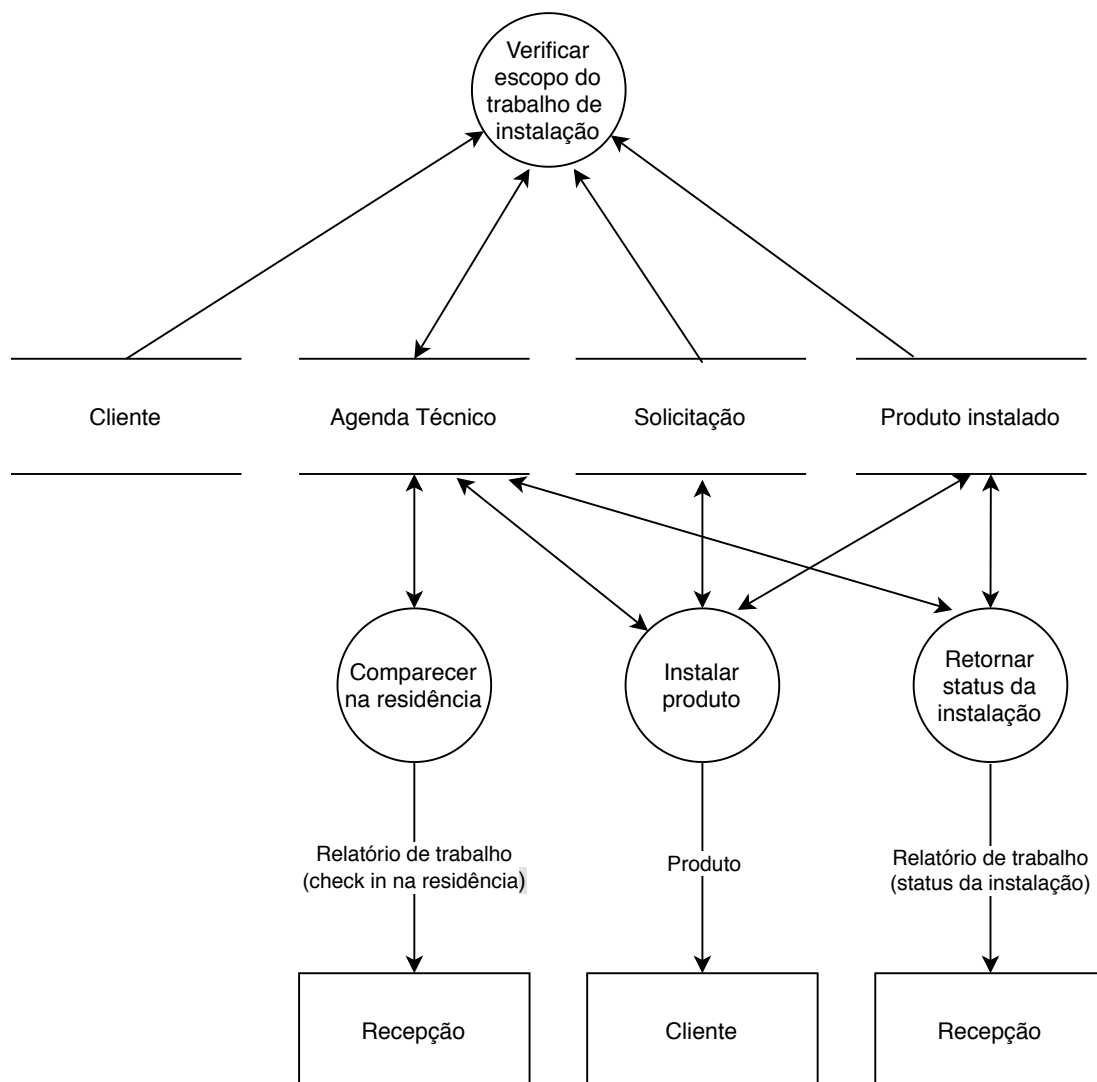 Verificar
escopo do
trabalho de
instalação
Cliente
Agenda Técnico
Solicitação
Produto instalado
Comparecer
na residência
Instalar
produto
Retornar
status da
instalação
Relatório de trabalho
(check in na residência)
Produto
Relatório de trabalho
(status da instalação)
Recepção
Cliente
Recepção